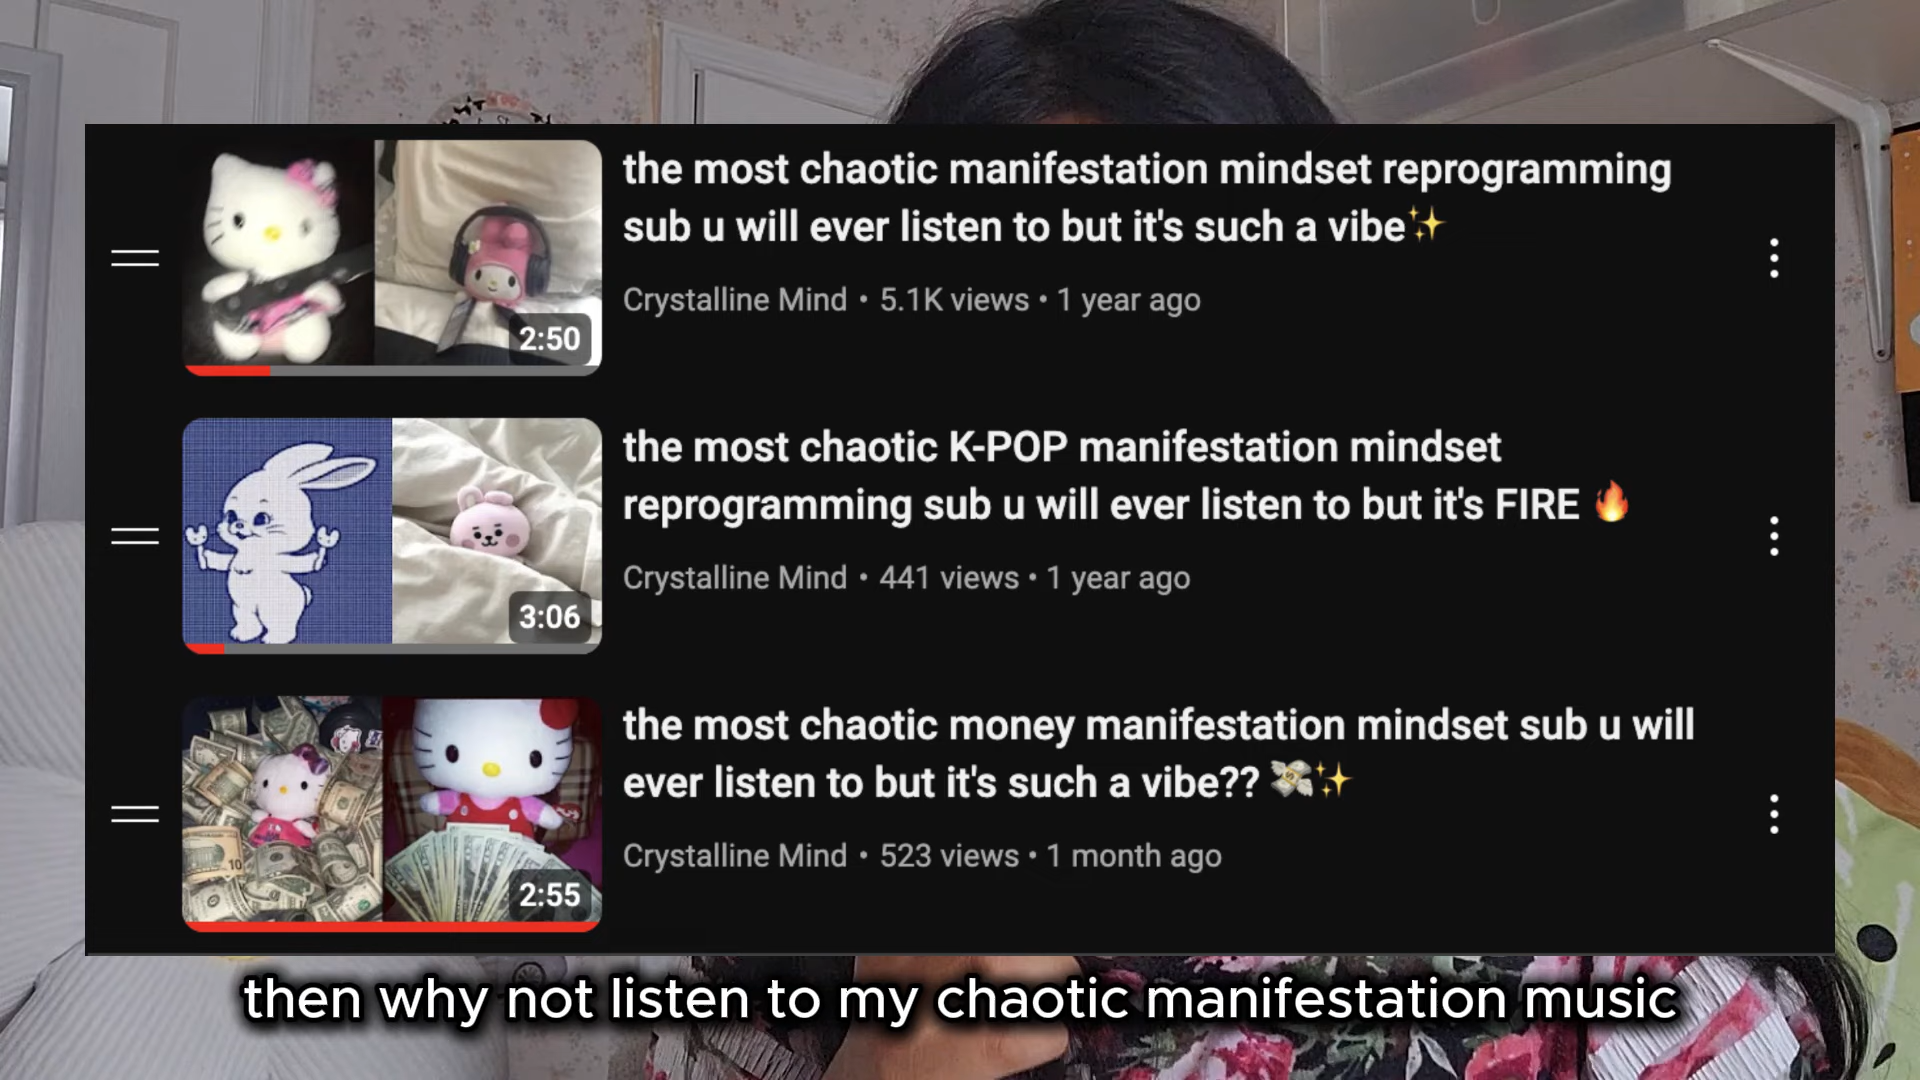 the most chaotic manifestation mindset reprogramming
sub u will ever listen to but it's such a vibe✨
Crystalline Mind • 5.1K views • 1 year ago
2:50
the most chaotic K-POP manifestation mindset
reprogramming sub u will ever listen to but it's FIRE 🔥
Crystalline Mind • 441 views • 1 year ago
3:06
the most chaotic money manifestation mindset sub u will
ever listen to but it's such a vibe?? 💸✨
Crystalline Mind • 523 views • 1 month ago
2:55
then why not listen to my chaotic manifestation music